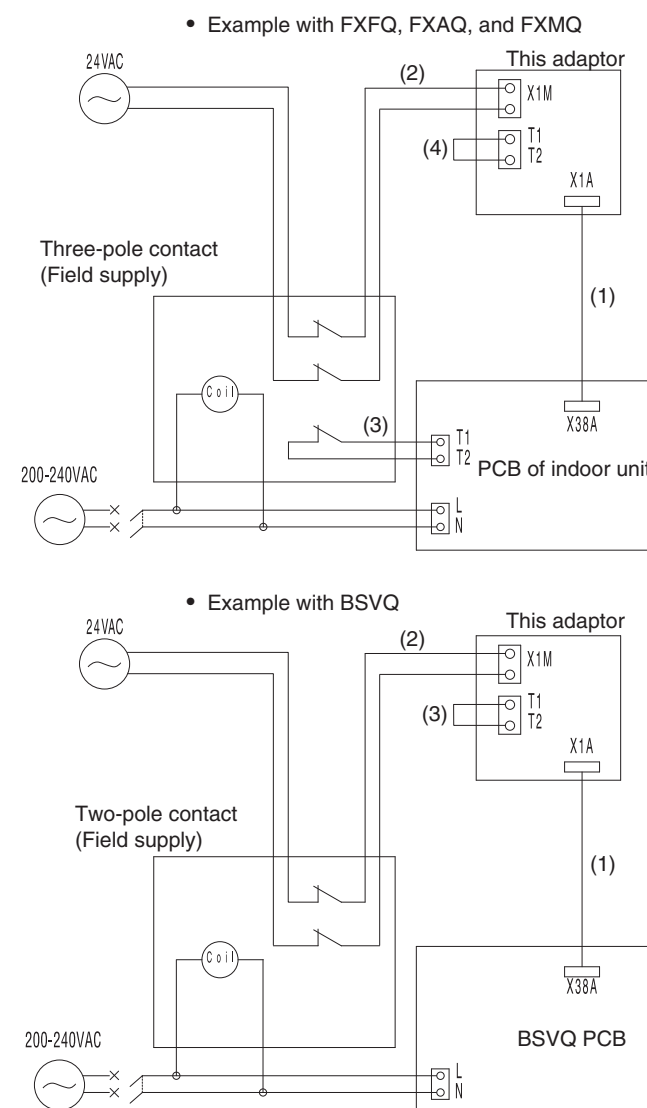 • Example with FXFQ, FXAQ, and FXMQ
24VAC
This adaptor
(2)
X1M
T1
(4)
T2
X1A
Three-pole contact
(Field supply)
(1)
Coil
X38A
(3)
T1
T2
PCB of indoor unit
200-240VAC
L
N
• Example with BSVQ
24VAC
This adaptor
(2)
X1M
T1
(3)
T2
X1A
Two-pole contact
(Field supply)
(1)
Coil
X38A
200-240VAC
BSVQ PCB
L
N